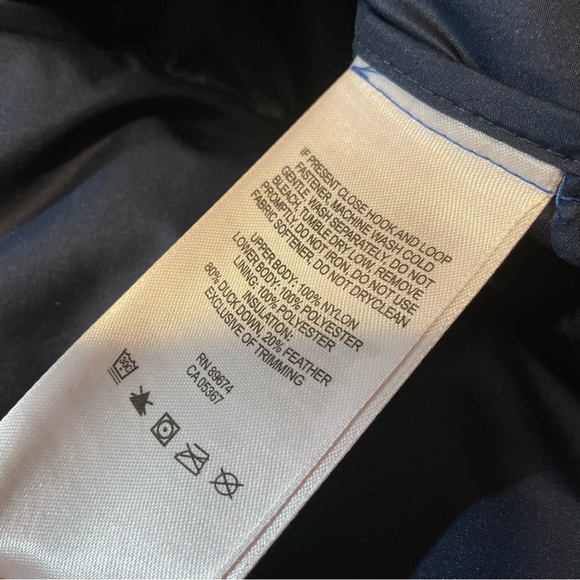 IF PRESENT CLOSE HOOK AND LOOP
FASTENER, MACHINE WASH COLD
GENTLE, WASH SEPARATELY, DO NOT
BLEACH, TUMBLE DRY LOW, REMOVE
PROMPTLY, DO NOT IRON, DO NOT USE
FABRIC SOFTENER, DO NOT DRYCLEAN
UPPER BODY: 100% NYLON
LOWER BODY: 100% POLYESTER
LINING: 100% POLYESTER
INSULATION:
80% DUCK DOWN, 20% FEATHER
EXCLUSIVE OF TRIMMING
RN 89674
CA 05367
30C